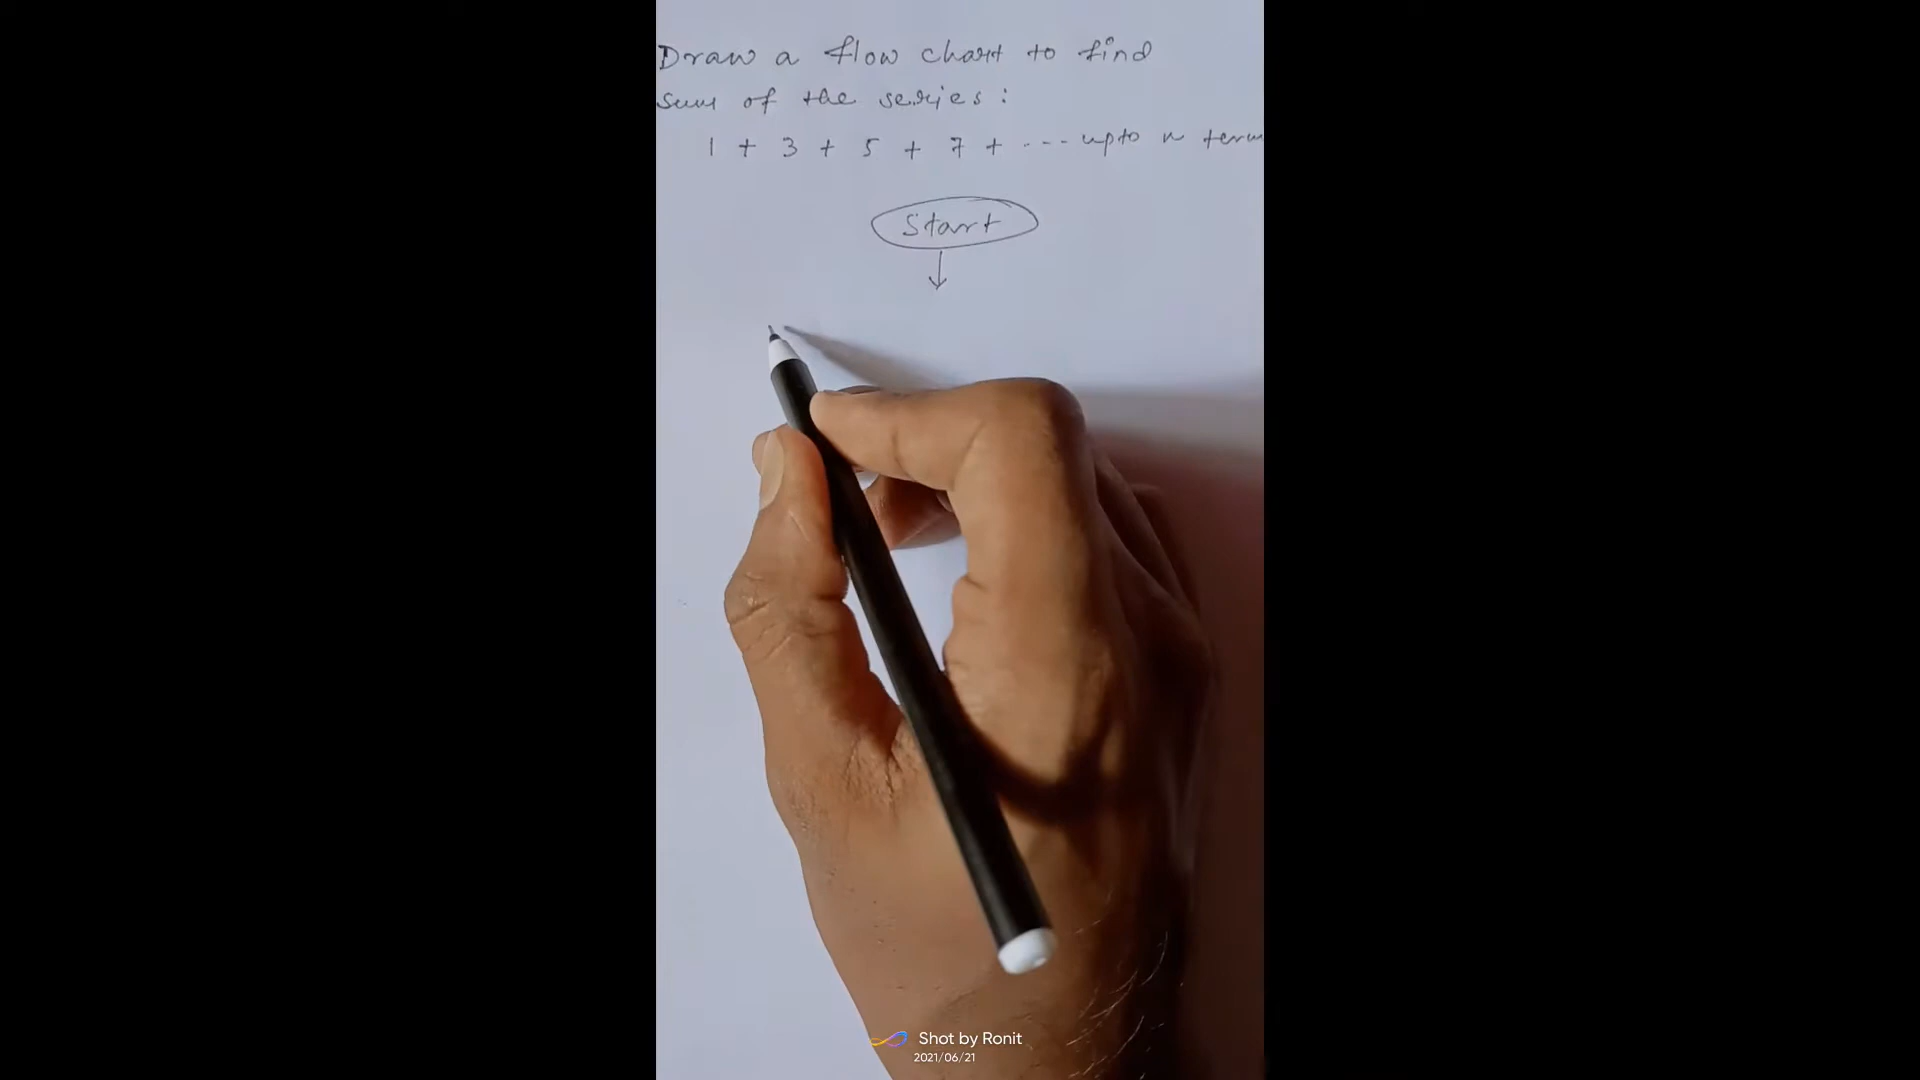 Draw a flow chart to find
sum of the series:
1 + 3 + 5 + 7 + ---- upto n term
Start
Shot by Ronit
2021/06/21